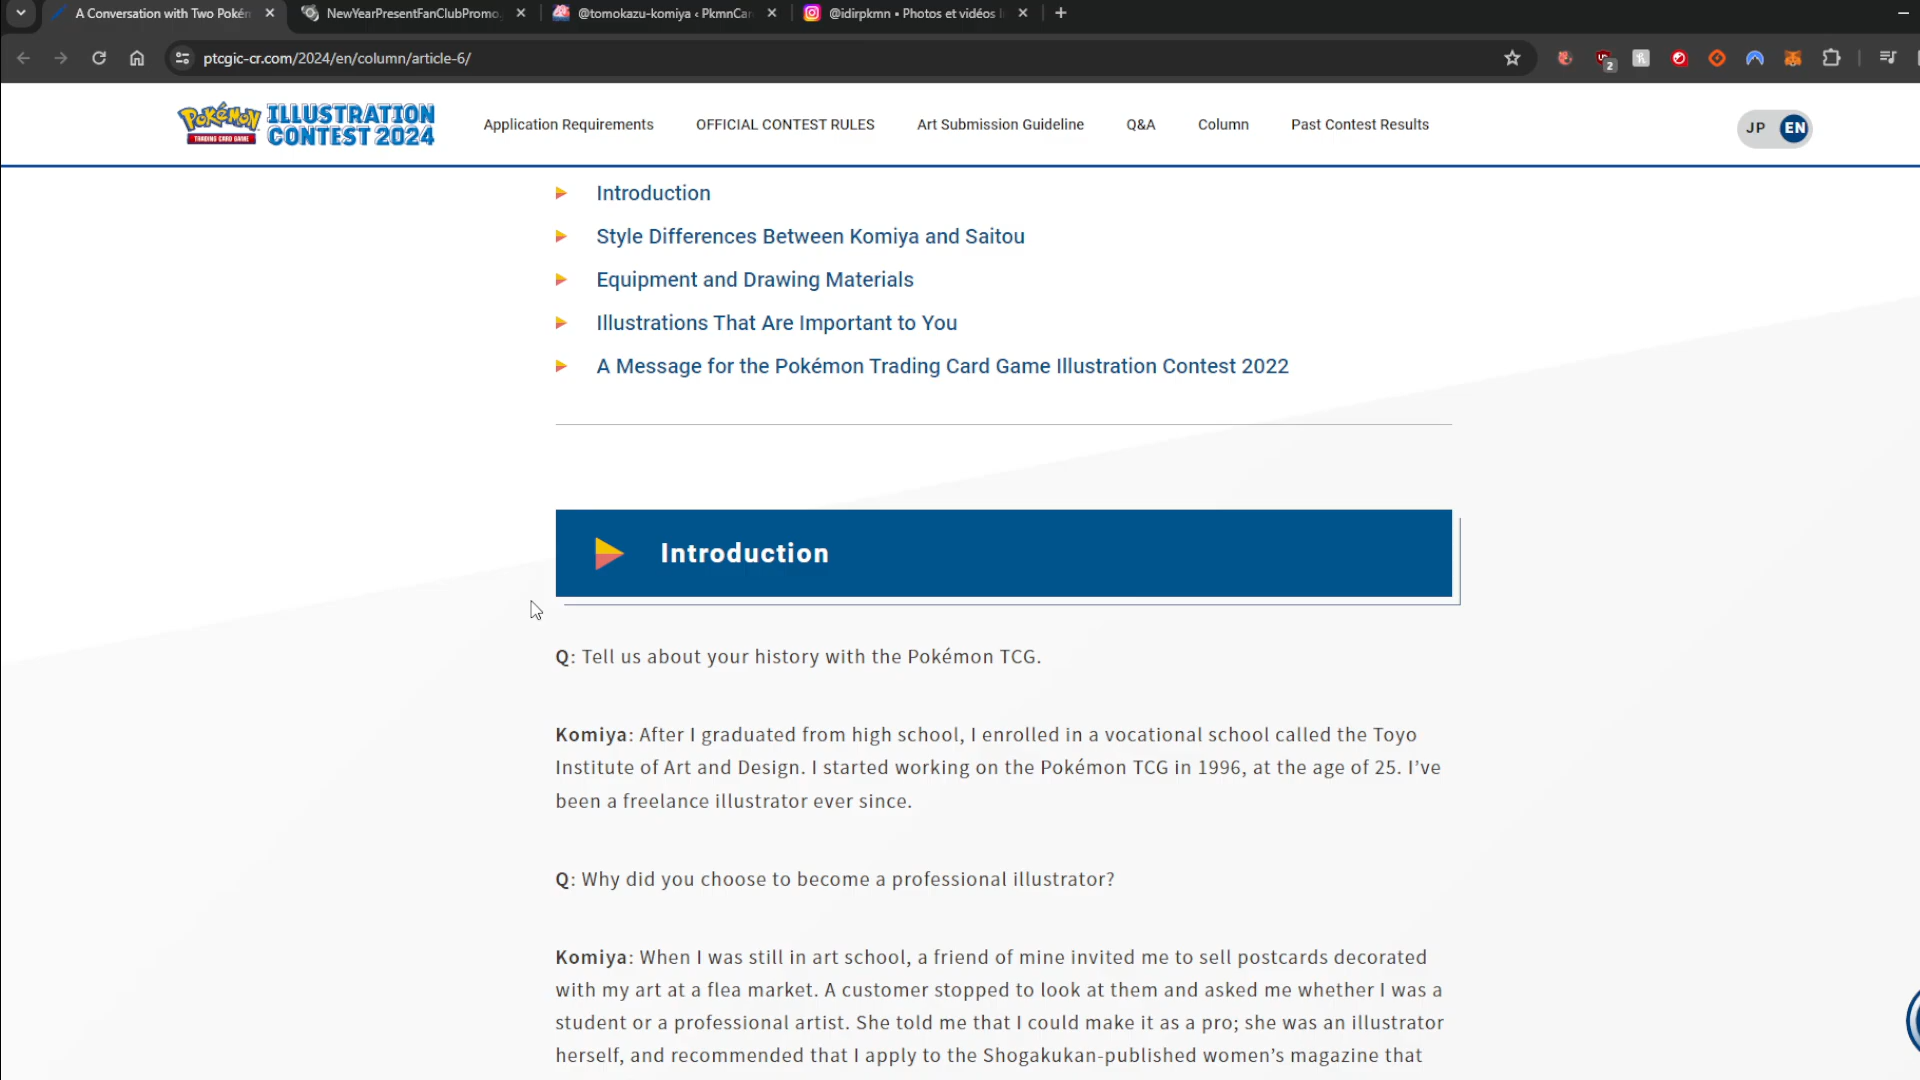 A Conversation with Two Pokém
NewYearPresentFanClubPromo.
@tomokazu-komiya ‹ PkmnCar
@idirpkmn • Photos et vidéos I
ptcgic-cr.com/2024/en/column/article-6/
2
Pokémon
TRADING CARD GAME
ILLUSTRATION
CONTEST 2024
Application Requirements
OFFICIAL CONTEST RULES
Art Submission Guideline
Q&A
Column
Past Contest Results
JP
EN
Introduction
Style Differences Between Komiya and Saitou
Equipment and Drawing Materials
Illustrations That Are Important to You
A Message for the Pokémon Trading Card Game Illustration Contest 2022
Introduction
Q: Tell us about your history with the Pokémon TCG.
Komiya: After I graduated from high school, I enrolled in a vocational school called the Toyo
Institute of Art and Design. I started working on the Pokémon TCG in 1996, at the age of 25. I’ve
been a freelance illustrator ever since.
Q: Why did you choose to become a professional illustrator?
Komiya: When I was still in art school, a friend of mine invited me to sell postcards decorated
with my art at a flea market. A customer stopped to look at them and asked me whether I was a
student or a professional artist. She told me that I could make it as a pro; she was an illustrator
herself, and recommended that I apply to the Shogakukan-published women’s magazine that